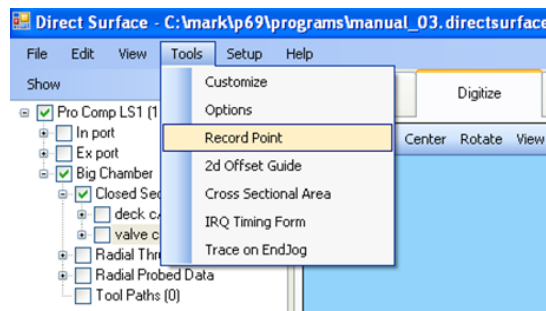 Direct Surface - C:\mark\p69\programs\manual_03.directsurface
File Edit View Tools Setup Help
Show
Customize
Options
Record Point
2d Offset Guide
Cross Sectional Area
IRQ Timing Form
Trace on EndJog
Digitize
Center Rotate View
Pro Comp LS1 (1
In port
Ex port
Big Chamber
Closed Sec
deck c
valve c
Radial Thr
Radial Probed Data
Tool Paths (0)